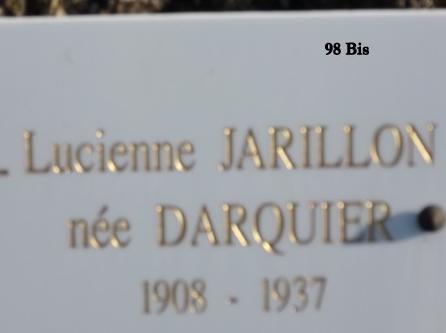 98 Bis
Lucienne JARILLON
née DARQUIER
1908 - 1937